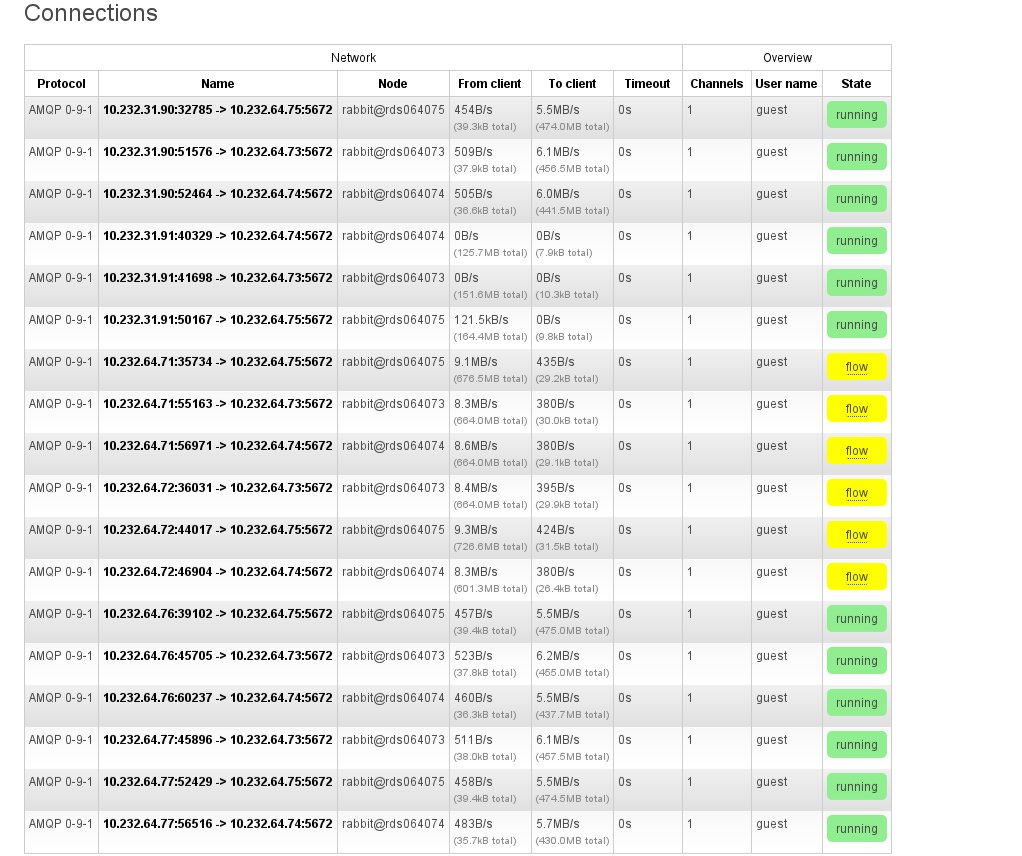 Connections
Network Overview
Protocol Name Node From client To client Timeout Channels User name State
AMQP 0-9-1 10.232.31.90:32785 -> 10.232.64.75:5672 rabbit@rds064075 454B/s 5.5MB/s 0s 1 guest running
(39.3kB total) (474.0MB total)
AMQP 0-9-1 10.232.31.90:51576 -> 10.232.64.73:5672 rabbit@rds064073 509B/s 6.1MB/s 0s 1 guest running
(37.9kB total) (456.5MB total)
AMQP 0-9-1 10.232.31.90:52464 -> 10.232.64.74:5672 rabbit@rds064074 505B/s 6.0MB/s 0s 1 guest running
(36.6kB total) (441.5MB total)
AMQP 0-9-1 10.232.31.91:40329 -> 10.232.64.74:5672 rabbit@rds064074 0B/s 0B/s 0s 1 guest running
(125.7MB total) (7.9kB total)
AMQP 0-9-1 10.232.31.91:41698 -> 10.232.64.73:5672 rabbit@rds064073 0B/s 0B/s 0s 1 guest running
(151.6MB total) (10.3kB total)
AMQP 0-9-1 10.232.31.91:50167 -> 10.232.64.75:5672 rabbit@rds064075 121.5kB/s 0B/s 0s 1 guest running
(164.4MB total) (9.8kB total)
AMQP 0-9-1 10.232.64.71:35734 -> 10.232.64.75:5672 rabbit@rds064075 9.1MB/s 435B/s 0s 1 guest flow
(676.5MB total) (29.2kB total)
AMQP 0-9-1 10.232.64.71:55163 -> 10.232.64.73:5672 rabbit@rds064073 8.3MB/s 380B/s 0s 1 guest flow
(664.0MB total) (30.0kB total)
AMQP 0-9-1 10.232.64.71:56971 -> 10.232.64.74:5672 rabbit@rds064074 8.6MB/s 380B/s 0s 1 guest flow
(664.0MB total) (29.1kB total)
AMQP 0-9-1 10.232.64.72:36031 -> 10.232.64.73:5672 rabbit@rds064073 8.4MB/s 395B/s 0s 1 guest flow
(664.0MB total) (29.9kB total)
AMQP 0-9-1 10.232.64.72:44017 -> 10.232.64.75:5672 rabbit@rds064075 9.3MB/s 424B/s 0s 1 guest flow
(726.6MB total) (31.5kB total)
AMQP 0-9-1 10.232.64.72:46904 -> 10.232.64.74:5672 rabbit@rds064074 8.3MB/s 380B/s 0s 1 guest flow
(601.3MB total) (26.4kB total)
AMQP 0-9-1 10.232.64.76:39102 -> 10.232.64.75:5672 rabbit@rds064075 457B/s 5.5MB/s 0s 1 guest running
(39.4kB total) (475.0MB total)
AMQP 0-9-1 10.232.64.76:45705 -> 10.232.64.73:5672 rabbit@rds064073 523B/s 6.2MB/s 0s 1 guest running
(37.8kB total) (455.0MB total)
AMQP 0-9-1 10.232.64.76:60237 -> 10.232.64.74:5672 rabbit@rds064074 460B/s 5.5MB/s 0s 1 guest running
(36.3kB total) (437.7MB total)
AMQP 0-9-1 10.232.64.77:45896 -> 10.232.64.73:5672 rabbit@rds064073 511B/s 6.1MB/s 0s 1 guest running
(38.0kB total) (457.5MB total)
AMQP 0-9-1 10.232.64.77:52429 -> 10.232.64.75:5672 rabbit@rds064075 458B/s 5.5MB/s 0s 1 guest running
(39.4kB total) (474.5MB total)
AMQP 0-9-1 10.232.64.77:56516 -> 10.232.64.74:5672 rabbit@rds064074 483B/s 5.7MB/s 0s 1 guest running
(35.7kB total) (430.0MB total)